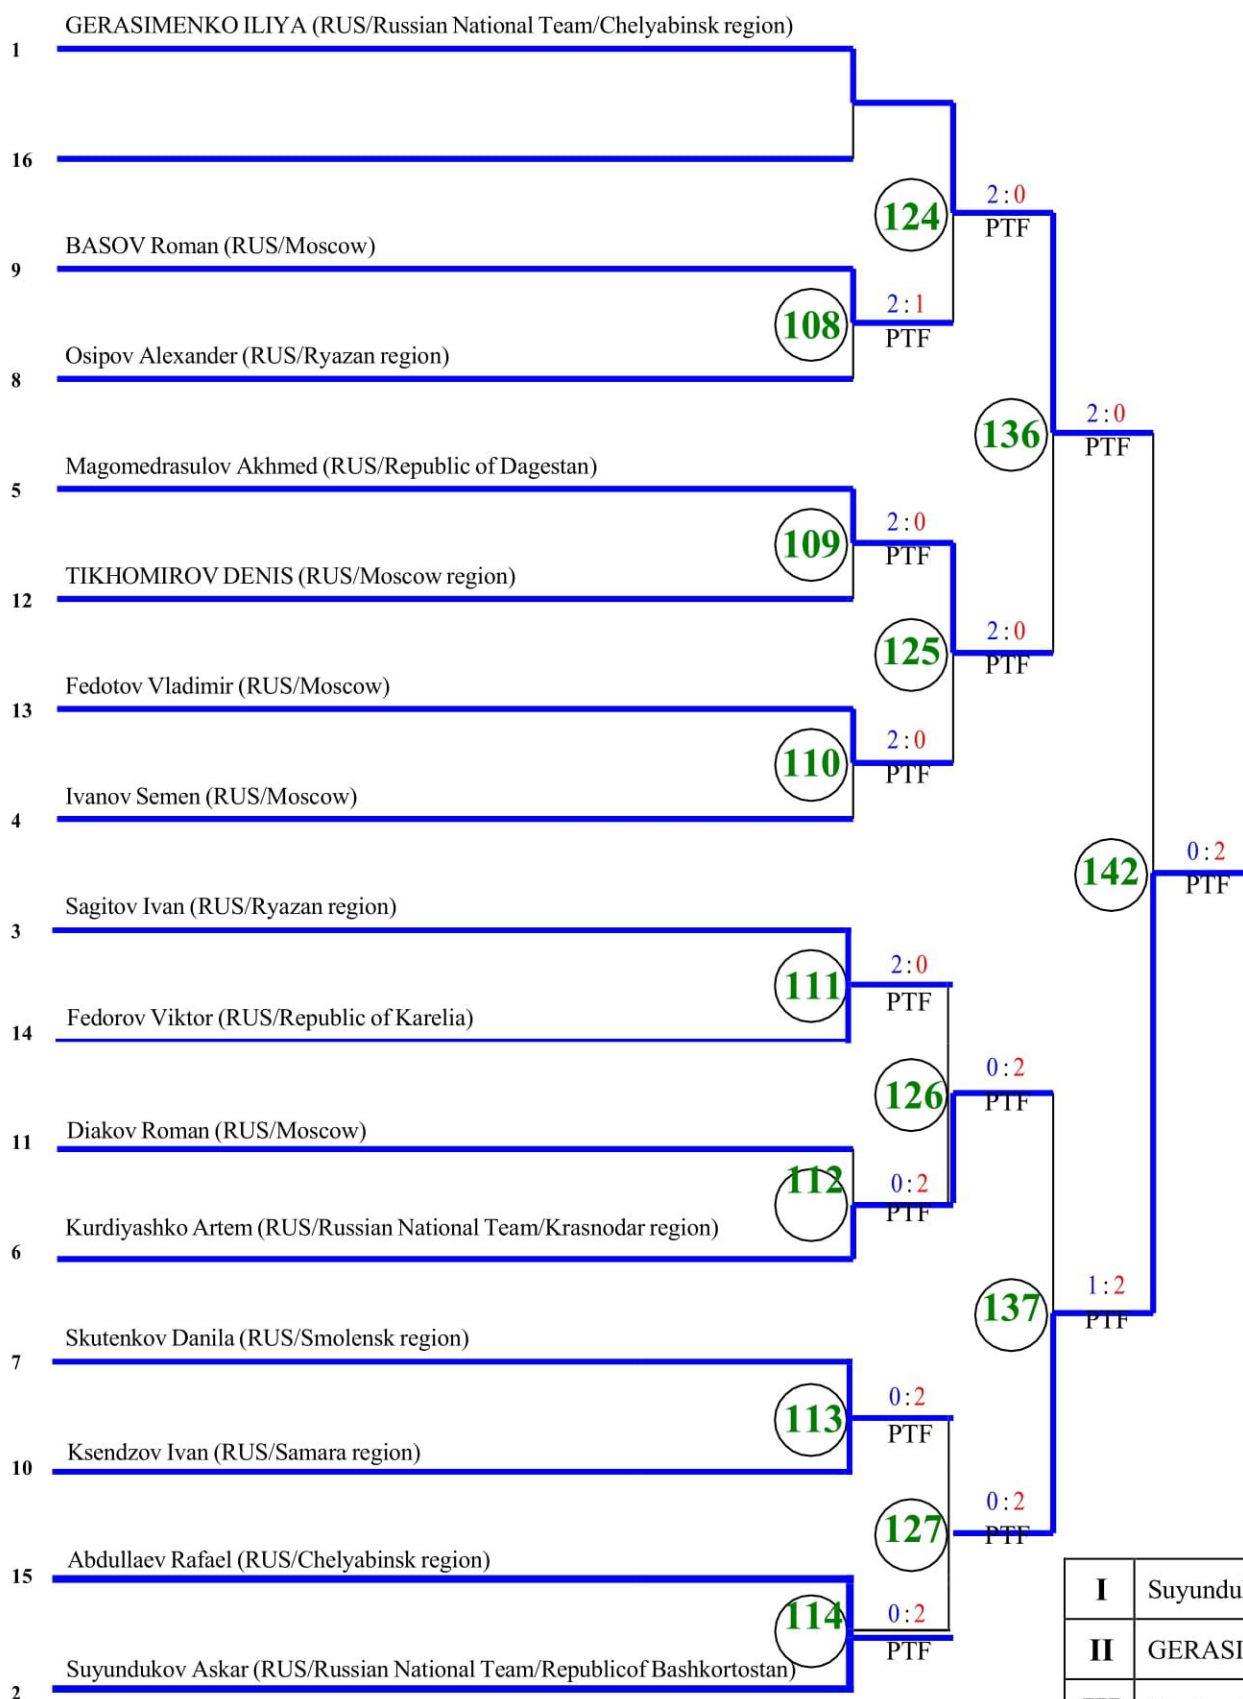 GERASIMENKO ILIYA (RUS/Russian National Team/Chelyabinsk region)
1
16
124
2:0
PTF
BASOV Roman (RUS/Moscow)
9
108
2:1
PTF
Osipov Alexander (RUS/Ryazan region)
8
136
2:0
PTF
Magomedrasulov Akhmed (RUS/Republic of Dagestan)
5
109
2:0
PTF
TIKHOMIROV DENIS (RUS/Moscow region)
12
125
2:0
PTF
Fedotov Vladimir (RUS/Moscow)
13
110
2:0
PTF
Ivanov Semen (RUS/Moscow)
4
142
0:2
PTF
Sagitov Ivan (RUS/Ryazan region)
3
111
2:0
PTF
Fedorov Viktor (RUS/Republic of Karelia)
14
126
0:2
PTF
Diakov Roman (RUS/Moscow)
11
112
0:2
PTF
Kurdiyashko Artem (RUS/Russian National Team/Krasnodar region)
6
137
1:2
PTF
Skutenkov Danila (RUS/Smolensk region)
7
113
0:2
PTF
Ksendzov Ivan (RUS/Samara region)
10
127
0:2
PTF
Abdullaev Rafael (RUS/Chelyabinsk region)
15
114
0:2
PTF
Suyundukov Askar (RUS/Russian National Team/Republicof Bashkortostan)
2
I Suyundu
II GERASI